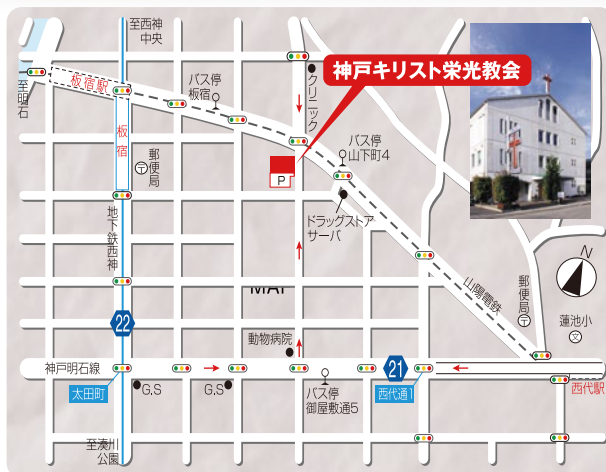 至西神
中央
至明石
板宿駅
バス停
板宿
クリニック
神戸キリスト栄光教会
板宿
郵便局
〒
バス停
山下町4
P
ドラッグストア
サーバ
地下鉄西神
山陽電鉄
N
郵便局
〒
蓮池小
文
MAP
22
動物病院
神戸明石線
21
太田町
G.S
G.S
バス停
御屋敷通5
西代通1
西代駅
至湊川
公園